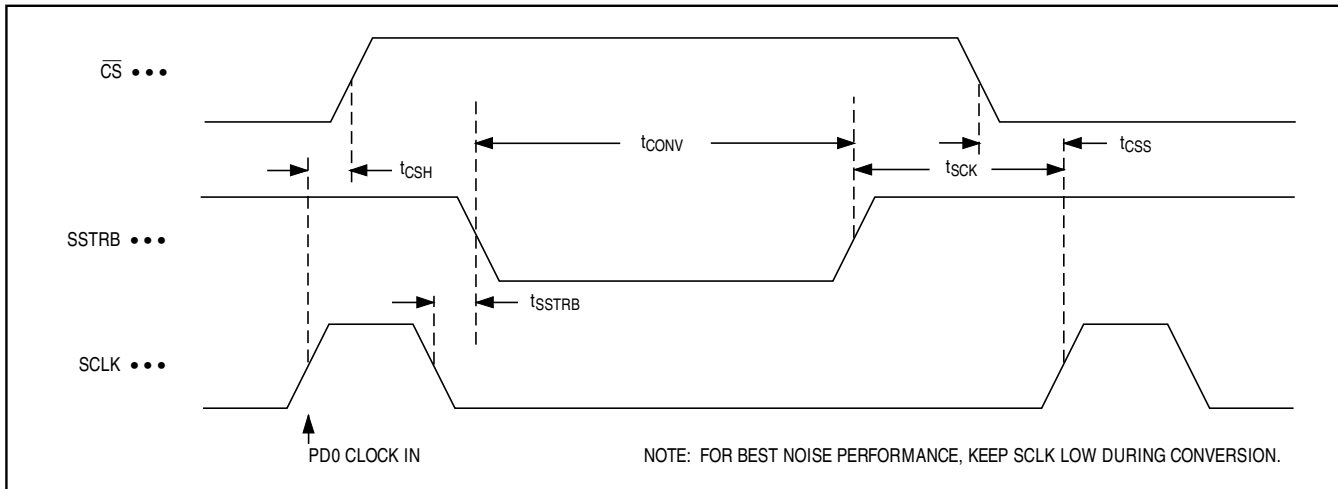 C̅S̅ •••
tCONV
tCSS
tCSH
tSCK
SSTRB •••
tSSTRB
SCLK •••
PD0 CLOCK IN
NOTE: FOR BEST NOISE PERFORMANCE, KEEP SCLK LOW DURING CONVERSION.